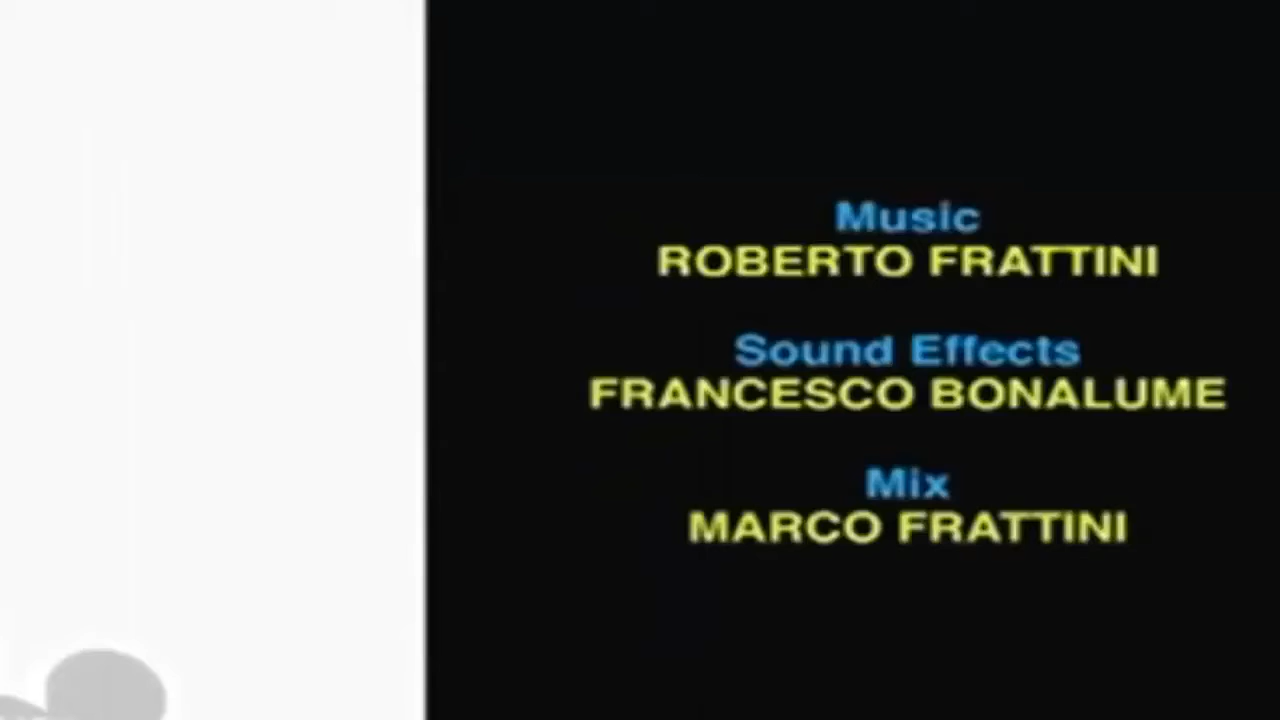 Music
ROBERTO FRATTINI
Sound Effects
FRANCESCO BONALUME
Mix
MARCO FRATTINI